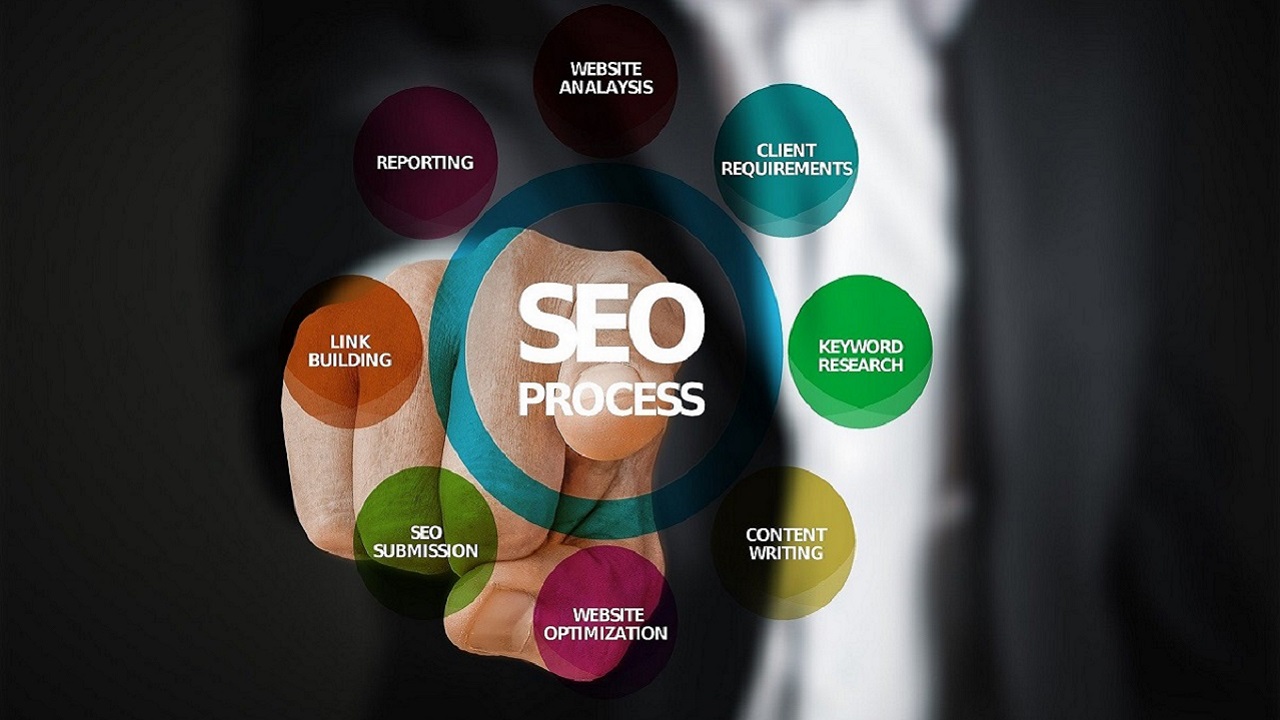 WEBSITE
ANALAYSIS
CLIENT
REQUIREMENTS
KEYWORD
RESEARCH
CONTENT
WRITING
WEBSITE
OPTIMIZATION
SEO
SUBMISSION
LINK
BUILDING
REPORTING
SEO
PROCESS